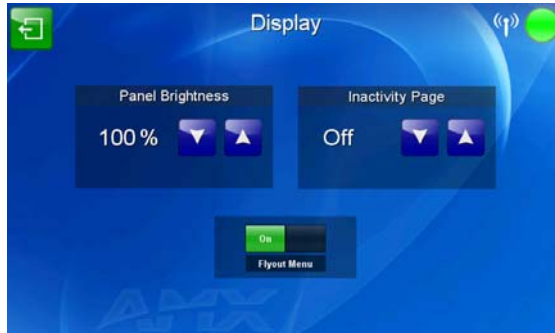 Display
Panel Brightness
Inactivity Page
100 %
Off
On
Flyout Menu
AMX